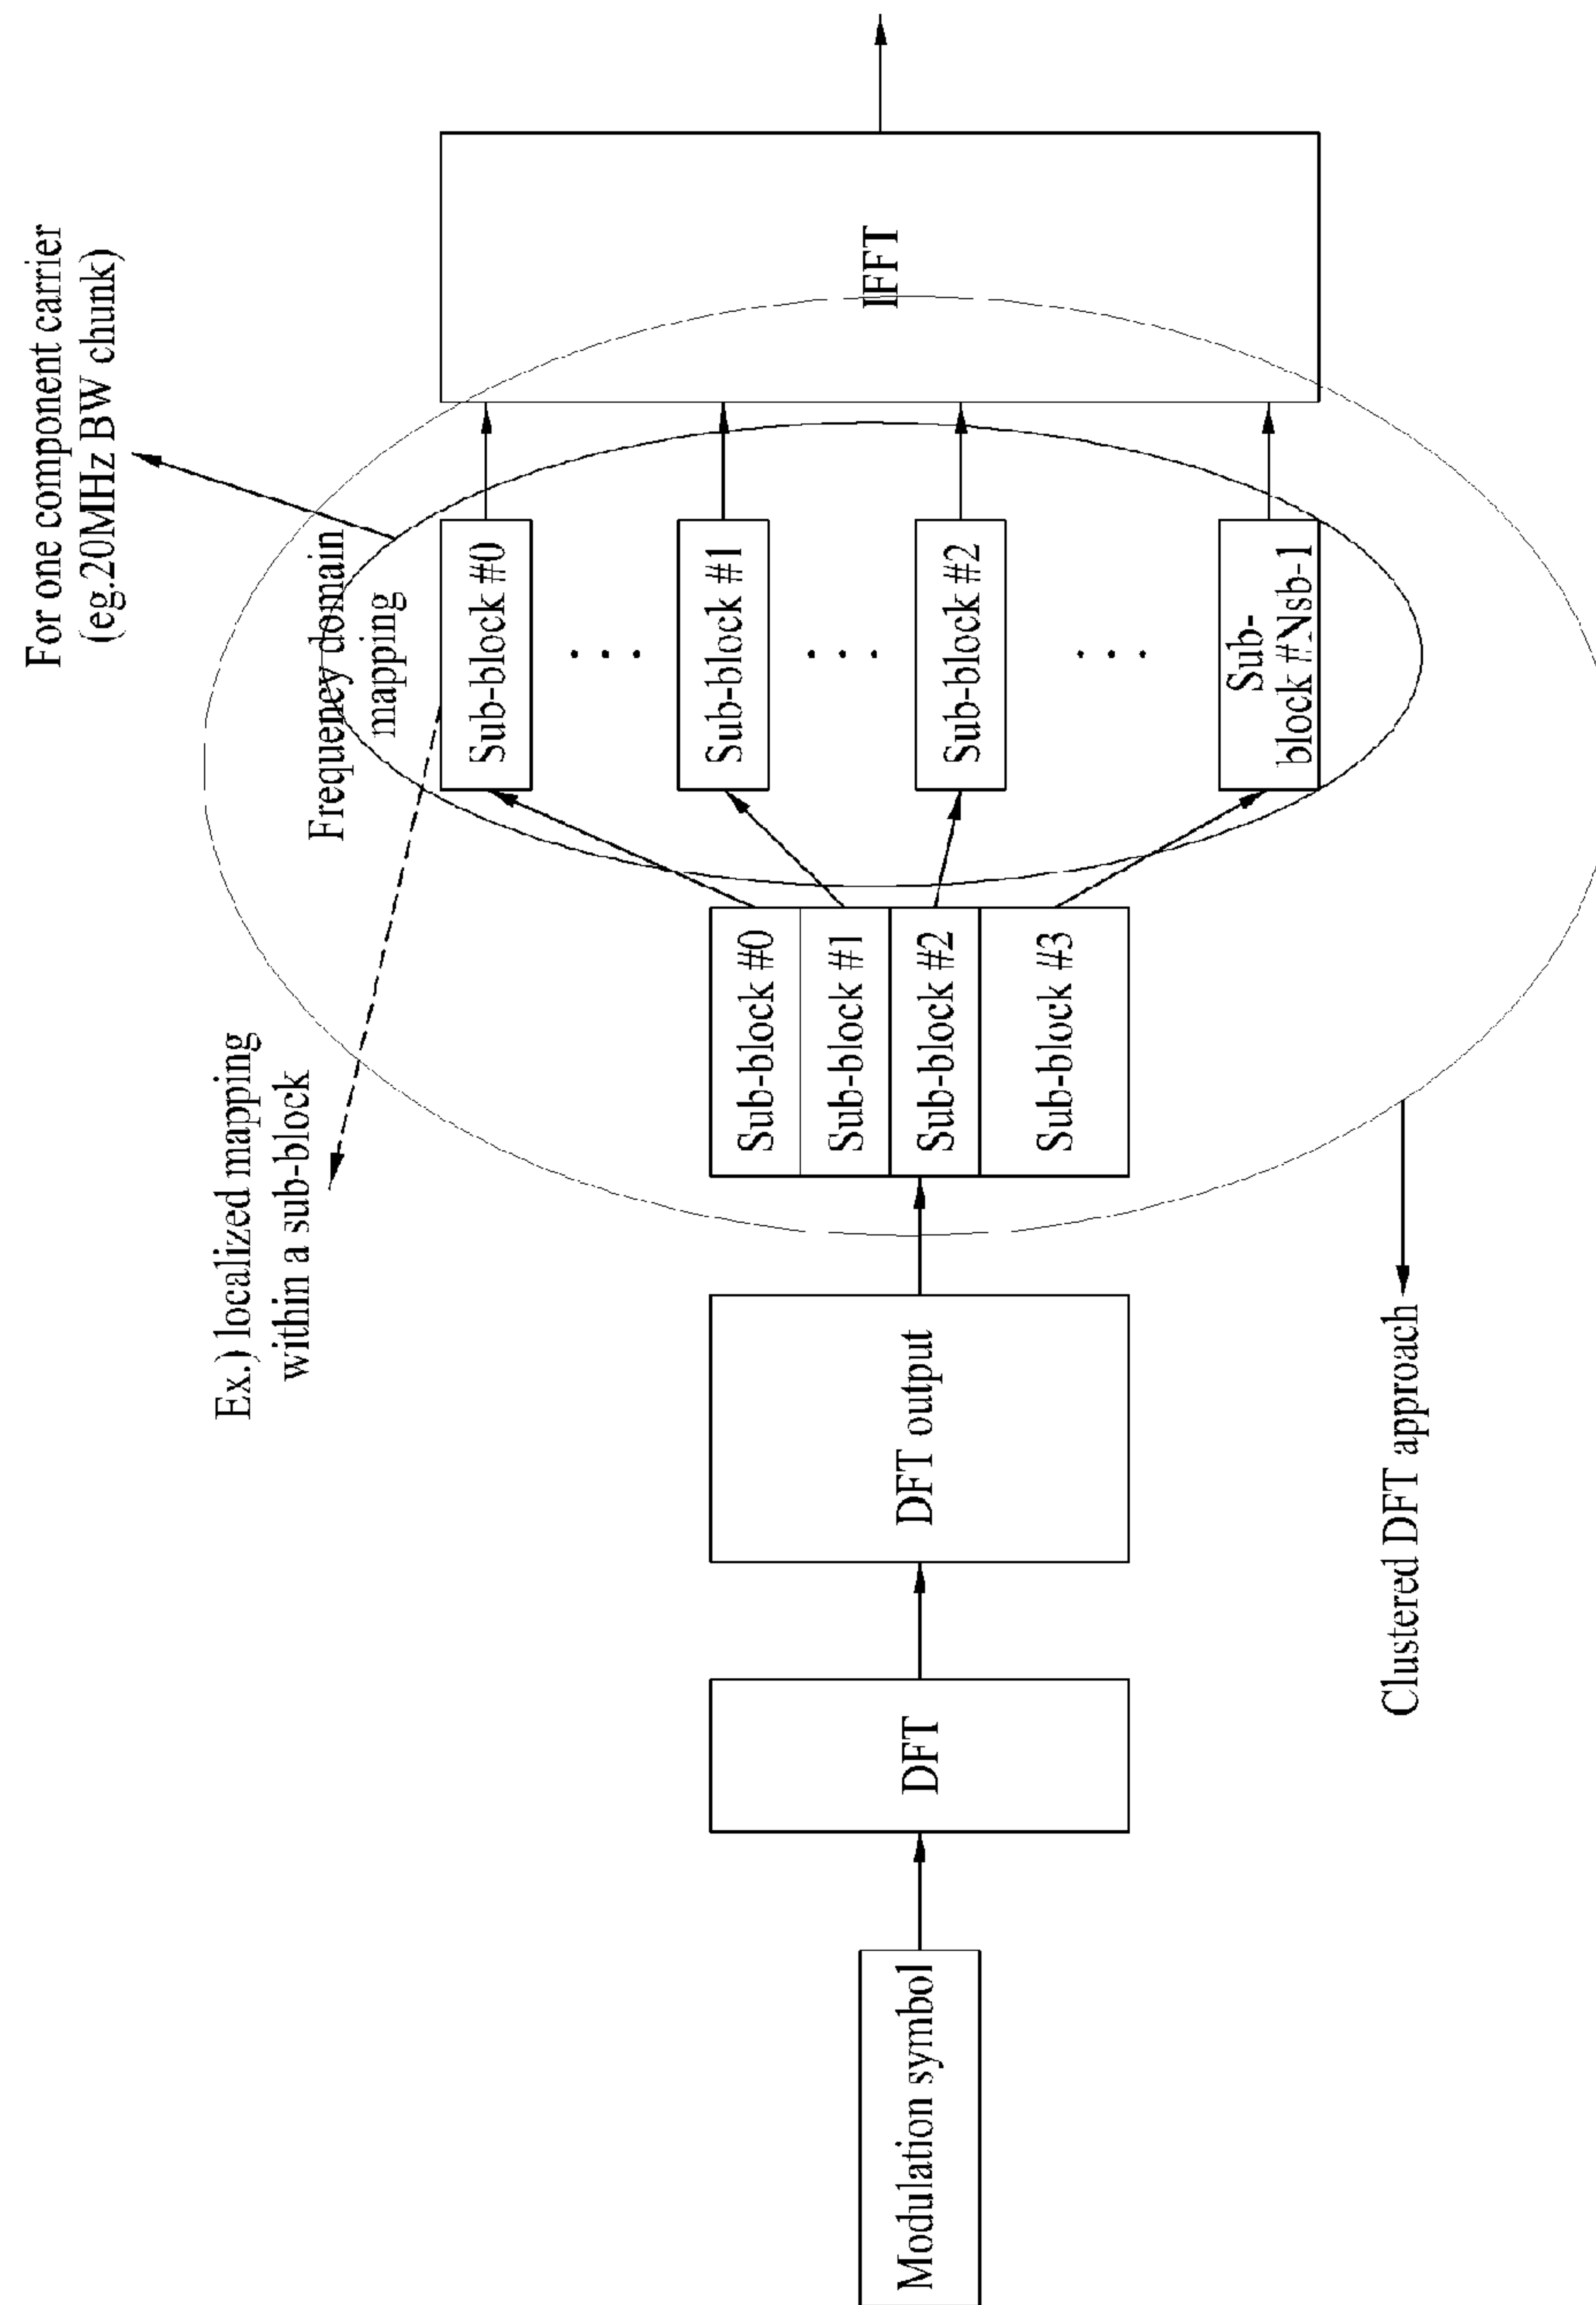 For one component carrier
(eg.20MHz BW chunk)
Ex.) localized mapping
within a sub-block
Frequency domain
mapping
Modulation symbol
DFT
DFT output
Sub-block #0
Sub-block #1
Sub-block #2
Sub-block #3
Sub-block #0
Sub-block #1
Sub-block #2
Sub-
block #Nsb-1
IFFT
Clustered DFT approach